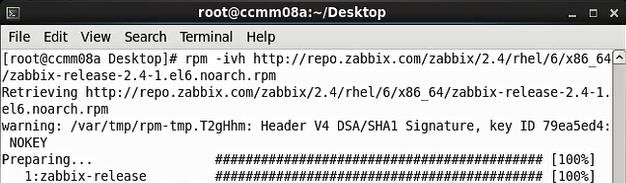 root@ccmm08a:~/Desktop
File Edit View Search Terminal Help
[root@ccmm08a Desktop]# rpm -ivh http://repo.zabbix.com/zabbix/2.4/rhel/6/x86_64
/zabbix-release-2.4-1.el6.noarch.rpm
Retrieving http://repo.zabbix.com/zabbix/2.4/rhel/6/x86_64/zabbix-release-2.4-1.
el6.noarch.rpm
warning: /var/tmp/rpm-tmp.T2gHhm: Header V4 DSA/SHA1 Signature, key ID 79ea5ed4:
 NOKEY
Preparing... ########################################### [100%]
1:zabbix-release ########################################### [100%]